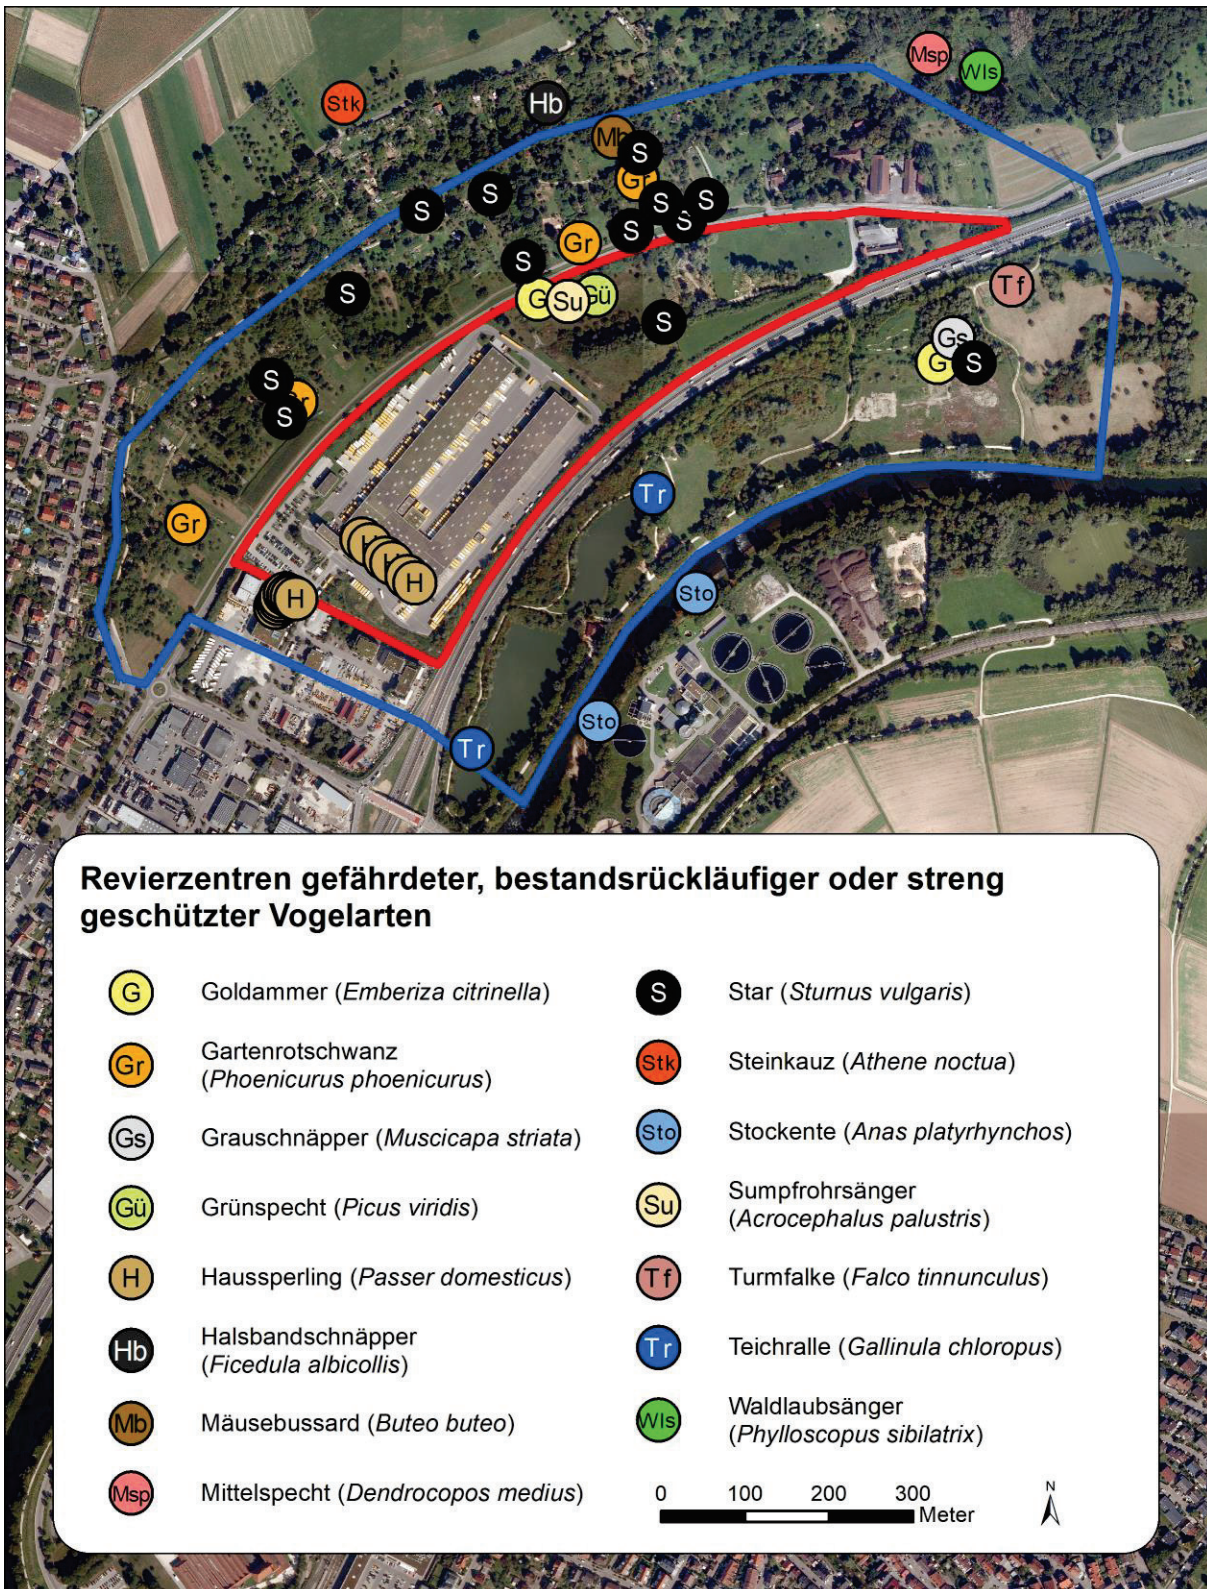 Stk
Hb
Msp
Wls
Mb
S
Gr
S
S
S
S
S
S
Gr
S
Tf
S
G
Su
Gü
S
Gs
G
S
S
Gr
S
Tr
Gr
H
H
Sto
Sto
Tr
Revierzentren gefährdeter, bestandsrückläufiger oder streng
geschützter Vogelarten
G Goldammer (Emberiza citrinella)
Gr Gartenrotschwanz
(Phoenicurus phoenicurus)
Gs Grauschnäpper (Muscicapa striata)
Gü Grünspecht (Picus viridis)
H Haussperling (Passer domesticus)
Hb Halsbandschnäpper
(Ficedula albicollis)
Mb Mäusebussard (Buteo buteo)
Msp Mittelspecht (Dendrocopos medius)
S Star (Sturnus vulgaris)
Stk Steinkauz (Athene noctua)
Sto Stockente (Anas platyrhynchos)
Su Sumpfrohrsänger
(Acrocephalus palustris)
Tf Turmfalke (Falco tinnunculus)
Tr Teichralle (Gallinula chloropus)
Wls Waldlaubsänger
(Phylloscopus sibilatrix)
0 100 200 300
Meter
N